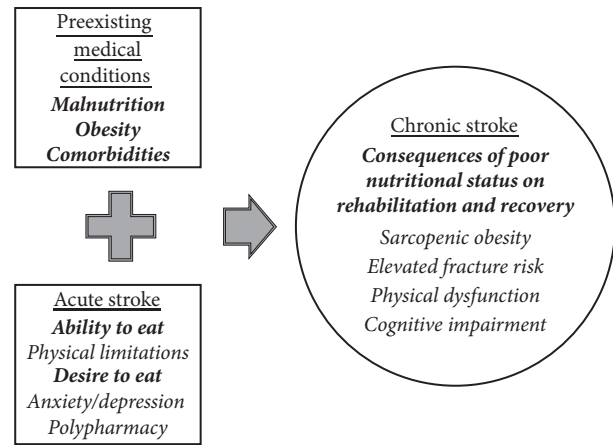 Preexisting
medical
conditions
Malnutrition
Obesity
Comorbidities
Acute stroke
Ability to eat
Physical limitations
Desire to eat
Anxiety/depression
Polypharmacy
Chronic stroke
Consequences of poor
nutritional status on
rehabilitation and recovery
Sarcopenic obesity
Elevated fracture risk
Physical dysfunction
Cognitive impairment